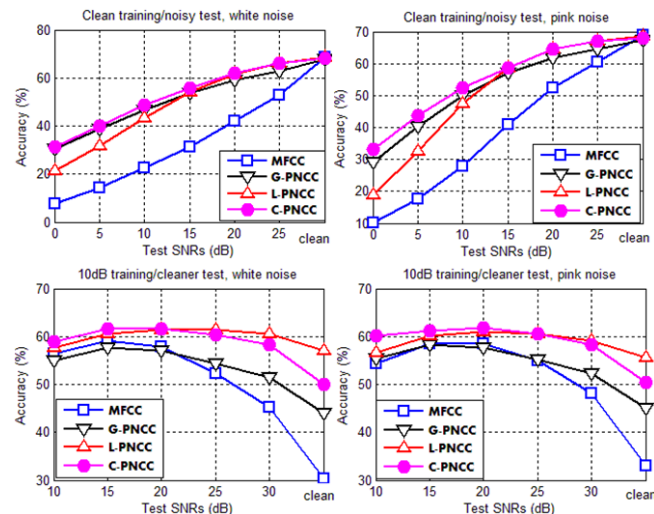 Clean training/noisy test, white noise
80
60
40
20
0
Accuracy (%)
MFCC
G-PNCC
L-PNCC
C-PNCC
0 5 10 15 20 25 clean
Test SNRs (dB)
Clean training/noisy test, pink noise
70
60
50
40
30
20
10
Accuracy (%)
MFCC
G-PNCC
L-PNCC
C-PNCC
0 5 10 15 20 25 clean
Test SNRs (dB)
10dB training/cleaner test, white noise
70
60
50
40
30
Accuracy (%)
MFCC
G-PNCC
L-PNCC
C-PNCC
10 15 20 25 30 clean
Test SNRs (dB)
10dB training/cleaner test, pink noise
70
60
50
40
30
Accuracy (%)
MFCC
G-PNCC
L-PNCC
C-PNCC
10 15 20 25 30 clean
Test SNRs (dB)